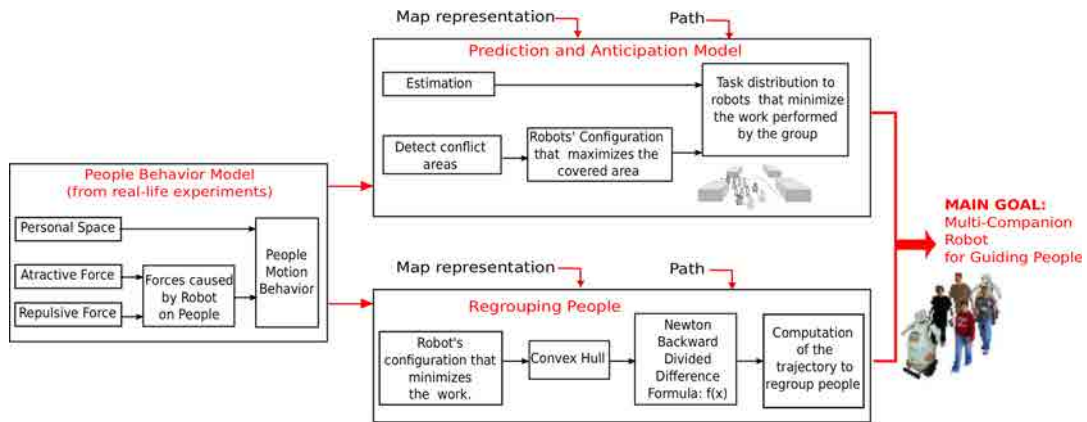 Map representation
Path
Prediction and Anticipation Model
Estimation
Task distribution to
robots that minimize
the work performed
by the group
Detect conflict
areas
Robots' Configuration
that maximizes the
covered area
People Behavior Model
(from real-life experiments)
Personal Space
Atractive Force
Repulsive Force
Forces caused
by Robot
on People
People
Motion
Behavior
Map representation
Path
Regrouping People
Robot's
configuration that
minimizes
the work.
Convex Hull
Newton
Backward
Divided
Difference
Formula: f(x)
Computation
of the
trajectory to
regroup people
MAIN GOAL:
Multi-Companion
Robot
for Guiding People